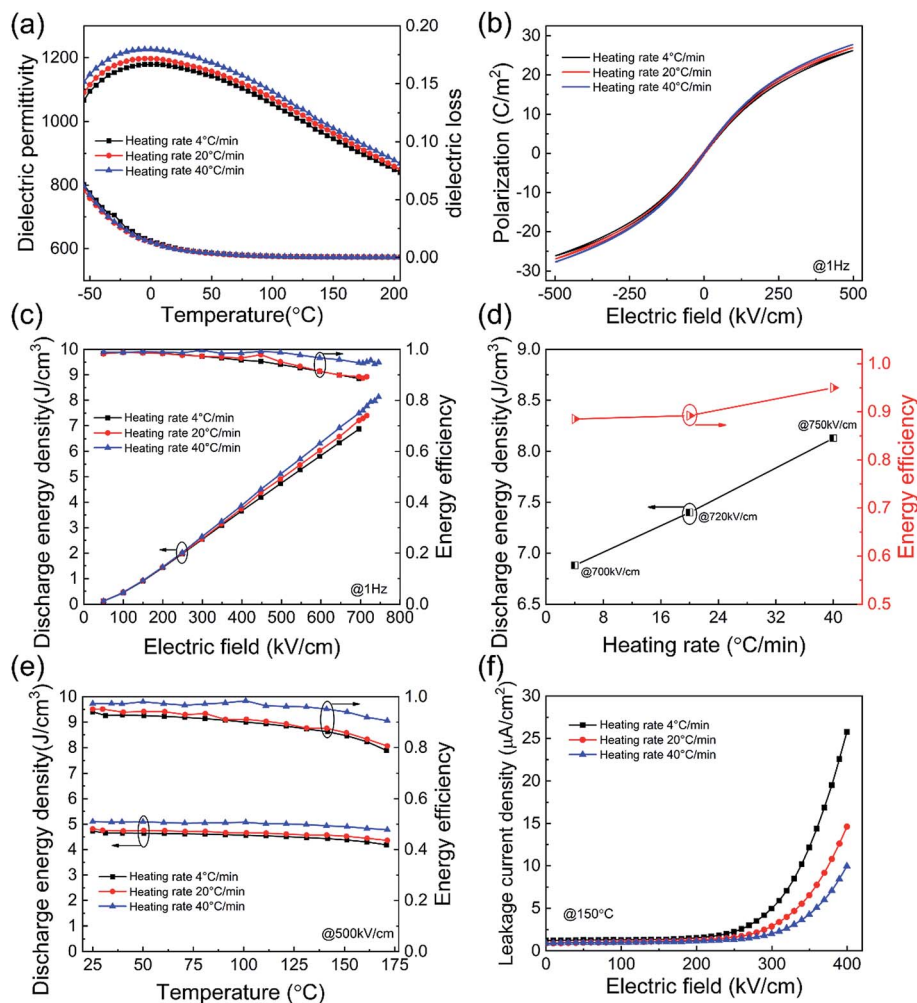 (a)
1200
1000
800
600
Dielectric permittivity
0.20
0.15
0.10
0.05
0.00
dielectric loss
Heating rate 4°C/min
Heating rate 20°C/min
Heating rate 40°C/min
-50 0 50 100 150 200
Temperature(°C)
(b)
30
20
10
0
-10
-20
-30
Polarization (C/m²)
Heating rate 4°C/min
Heating rate 20°C/min
Heating rate 40°C/min
@1Hz
-500 -250 0 250 500
Electric field (kV/cm)
(c)
10
9
8
7
6
5
4
3
2
1
0
Discharge energy density(J/cm³)
1.0
0.8
0.6
0.4
0.2
0.0
Energy efficiency
Heating rate 4°C/min
Heating rate 20°C/min
Heating rate 40°C/min
@1Hz
0 100 200 300 400 500 600 700 800
Electric field (kV/cm)
(d)
9.0
8.5
8.0
7.5
7.0
6.5
Discharge energy density(J/cm³)
1.0
0.9
0.8
0.7
0.6
0.5
Energy efficiency
@750kV/cm
@720kV/cm
@700kV/cm
0 8 16 24 32 40
Heating rate (°C/min)
(e)
10
9
8
7
6
5
4
3
2
1
0
Discharge energy density(J/cm³)
1.0
0.8
0.6
0.4
0.2
0.0
Energy efficiency
Heating rate 4°C/min
Heating rate 20°C/min
Heating rate 40°C/min
@500kV/cm
25 50 75 100 125 150 175
Temperature (°C)
(f)
30
25
20
15
10
5
0
Leakage current density (µA/cm²)
Heating rate 4°C/min
Heating rate 20°C/min
Heating rate 40°C/min
@150°C
0 100 200 300 400
Electric field (kV/cm)